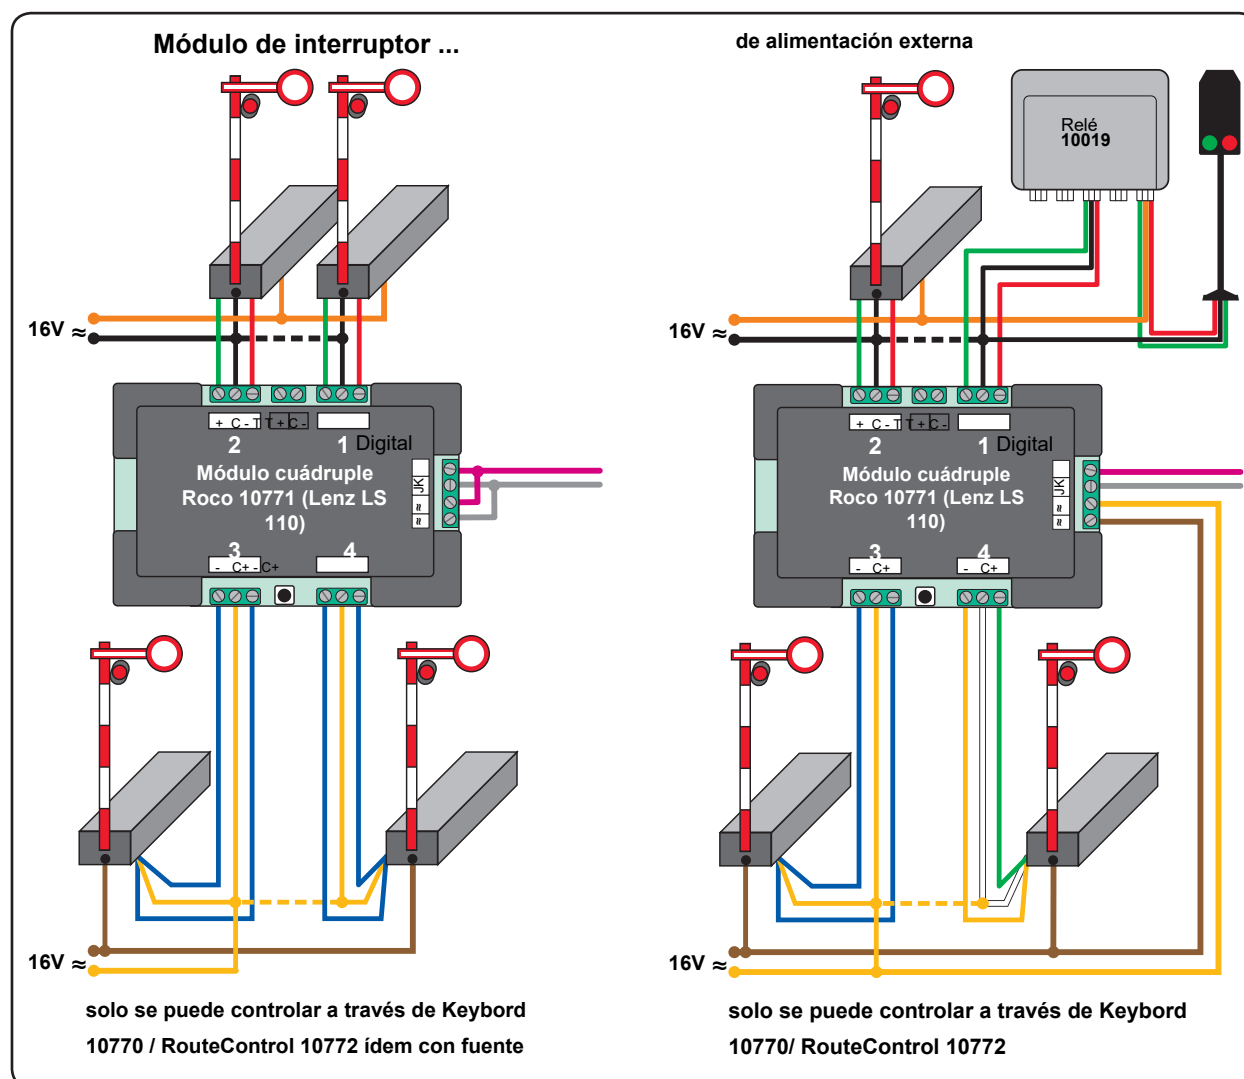 Módulo de interruptor ...
de alimentación externa
Relé
10019
16V ≈
16V ≈
+ C - T T + C -
2
1 Digital
Módulo cuádruple
Roco 10771 (Lenz LS
110)
JK
≈
≈
3
4
- C+ - C+
+ C - T T + C -
2
1 Digital
Módulo cuádruple
Roco 10771 (Lenz LS
110)
JK
≈
≈
3
4
- C+
- C+
16V ≈
16V ≈
solo se puede controlar a través de Keybord
10770 / RouteControl 10772 ídem con fuente
solo se puede controlar a través de Keybord
10770/ RouteControl 10772